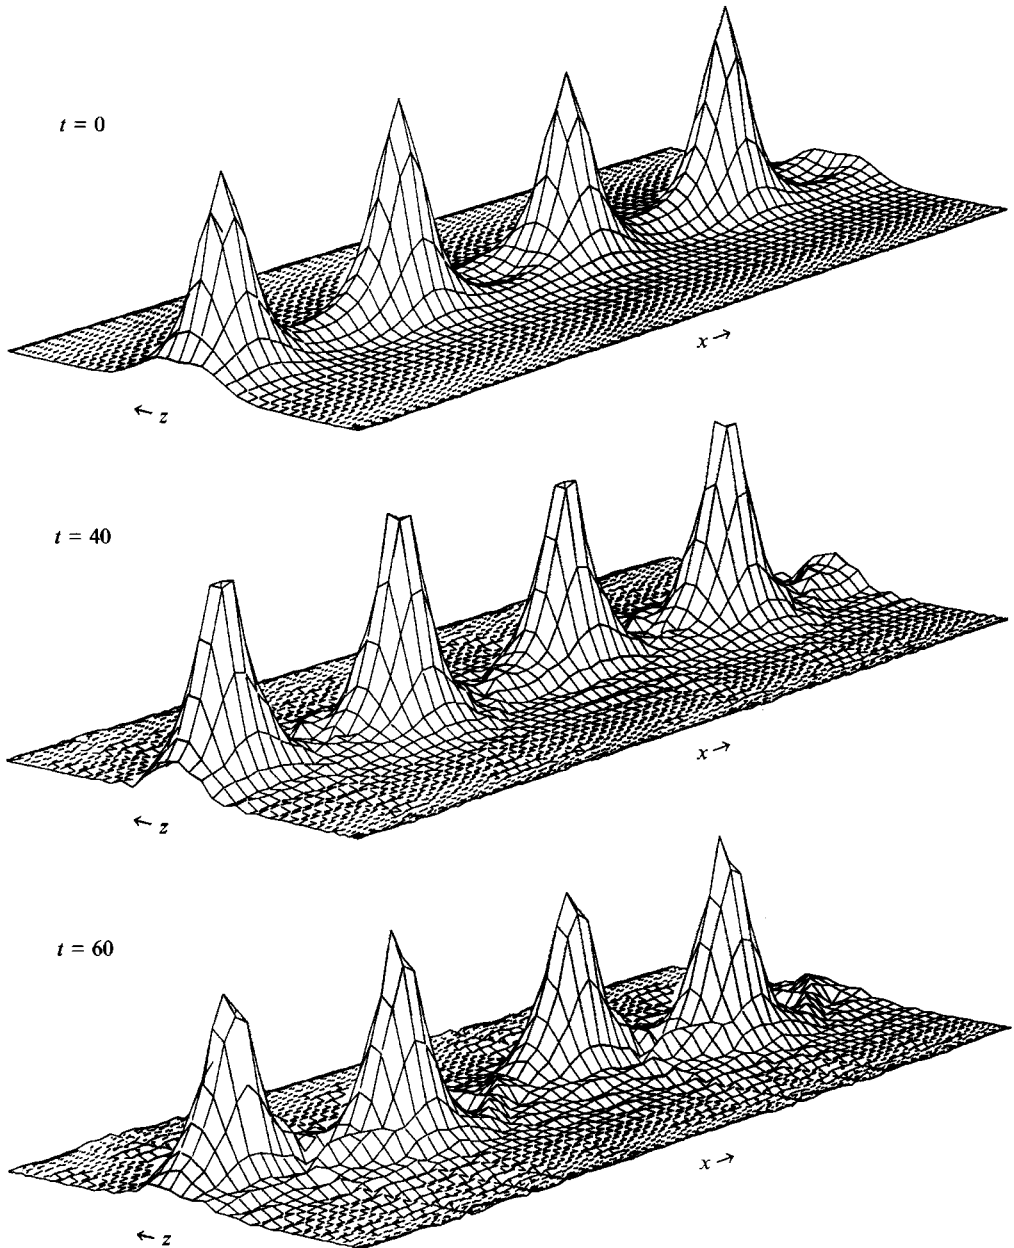 t = 0
x →
← z
t = 40
x →
← z
t = 60
x →
← z